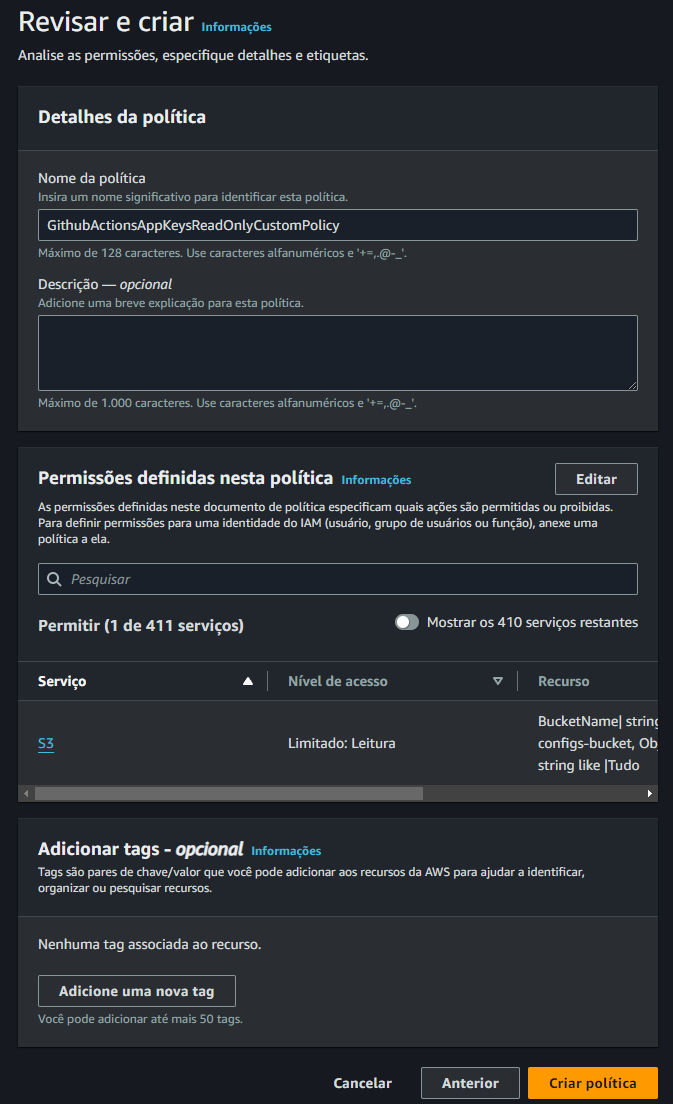 Revisar e criar Informações
Analise as permissões, especifique detalhes e etiquetas.
Detalhes da política
Nome da política
Insira um nome significativo para identificar esta política.
GithubActionsAppKeysReadOnlyCustomPolicy
Máximo de 128 caracteres. Use caracteres alfanuméricos e '+=,.@-_'.
Descrição — opcional
Adicione uma breve explicação para esta política.
Máximo de 1.000 caracteres. Use caracteres alfanuméricos e '+=,.@-_'.
Permissões definidas nesta política Informações
Editar
As permissões definidas neste documento de política especificam quais ações são permitidas ou proibidas.
Para definir permissões para uma identidade do IAM (usuário, grupo de usuários ou função), anexe uma
política a ela.
Pesquisar
Permitir (1 de 411 serviços)
Mostrar os 410 serviços restantes
Serviço Nível de acesso Recurso
S3 Limitado: Leitura
BucketName| string
configs-bucket,
string like |Tudo
Adicionar tags - opcional Informações
Tags são pares de chave/valor que você pode adicionar aos recursos da AWS para ajudar a identificar,
organizar ou pesquisar recursos.
Nenhuma tag associada ao recurso.
Adicione uma nova tag
Você pode adicionar até mais 50 tags.
Cancelar Anterior Criar política